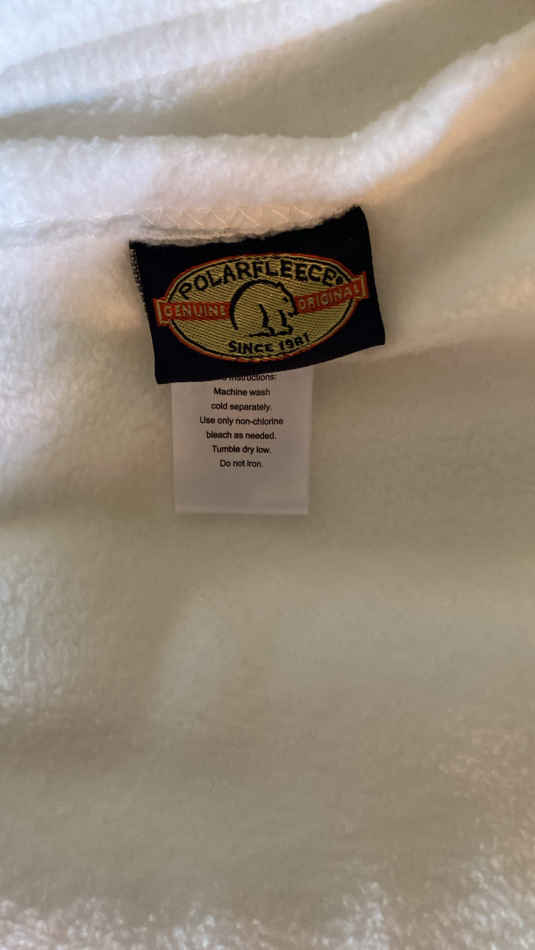 POLARFLEECE®
GENUINE ORIGINAL
SINCE 1981
Instructions:
Machine wash
cold separately.
Use only non-chlorine
bleach as needed.
Tumble dry low.
Do not iron.